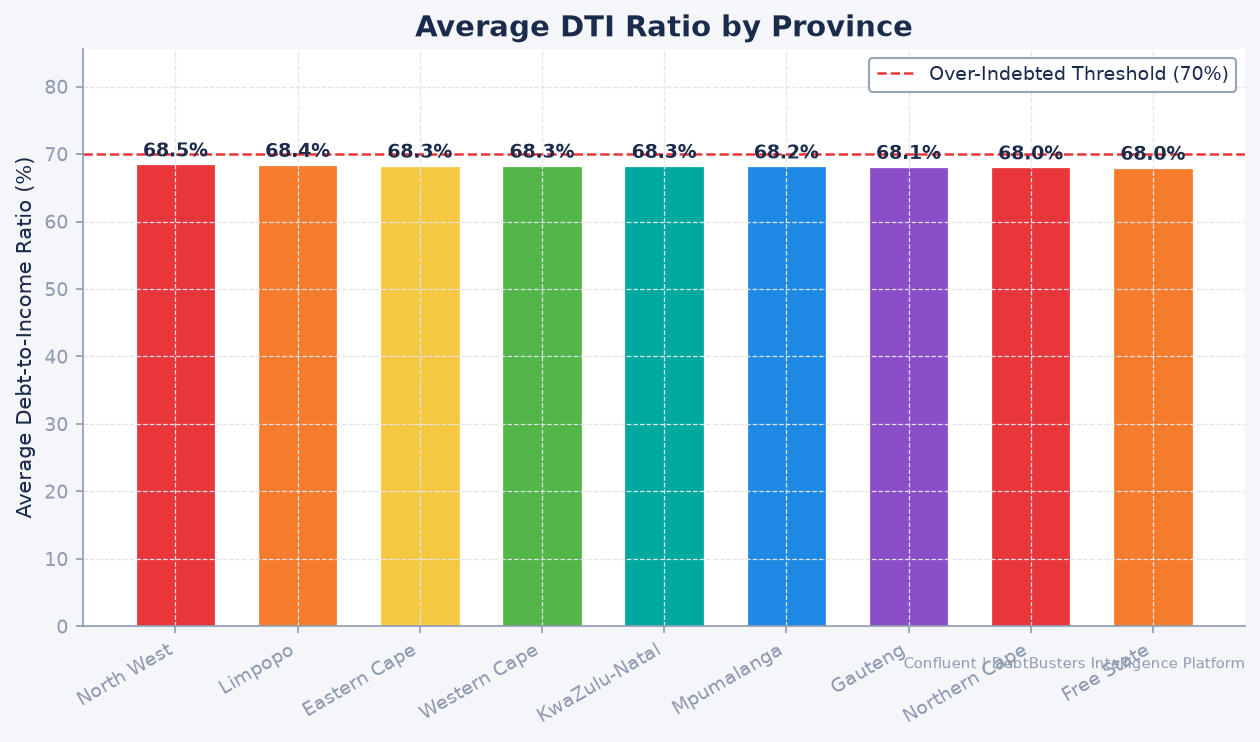 Average DTI Ratio by Province
Over-Indebted Threshold (70%)
Average Debt-to-Income Ratio (%)
80
70
60
50
40
30
20
10
0
68.5%
68.4%
68.3%
68.3%
68.3%
68.2%
68.1%
68.0%
68.0%
North West
Limpopo
Eastern Cape
Western Cape
KwaZulu-Natal
Mpumalanga
Gauteng
Northern Cape
Free State
Confluent | DebtBusters Intelligence Platform